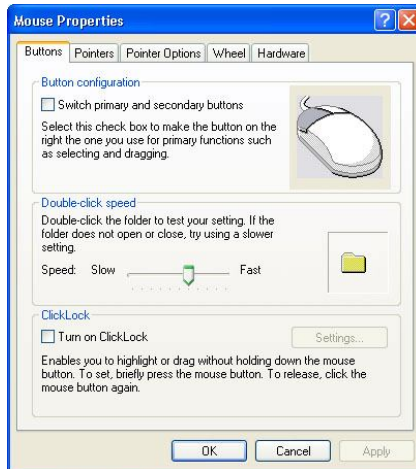 Mouse Properties
Buttons Pointers Pointer Options Wheel Hardware
Button configuration
Switch primary and secondary buttons
Select this check box to make the button on the
right the one you use for primary functions such
as selecting and dragging.
Double-click speed
Double-click the folder to test your setting. If the
folder does not open or close, try using a slower
setting.
Speed: Slow Fast
ClickLock
Turn on ClickLock Settings...
Enables you to highlight or drag without holding down the mouse
button. To set, briefly press the mouse button. To release, click the
mouse button again.
OK Cancel Apply